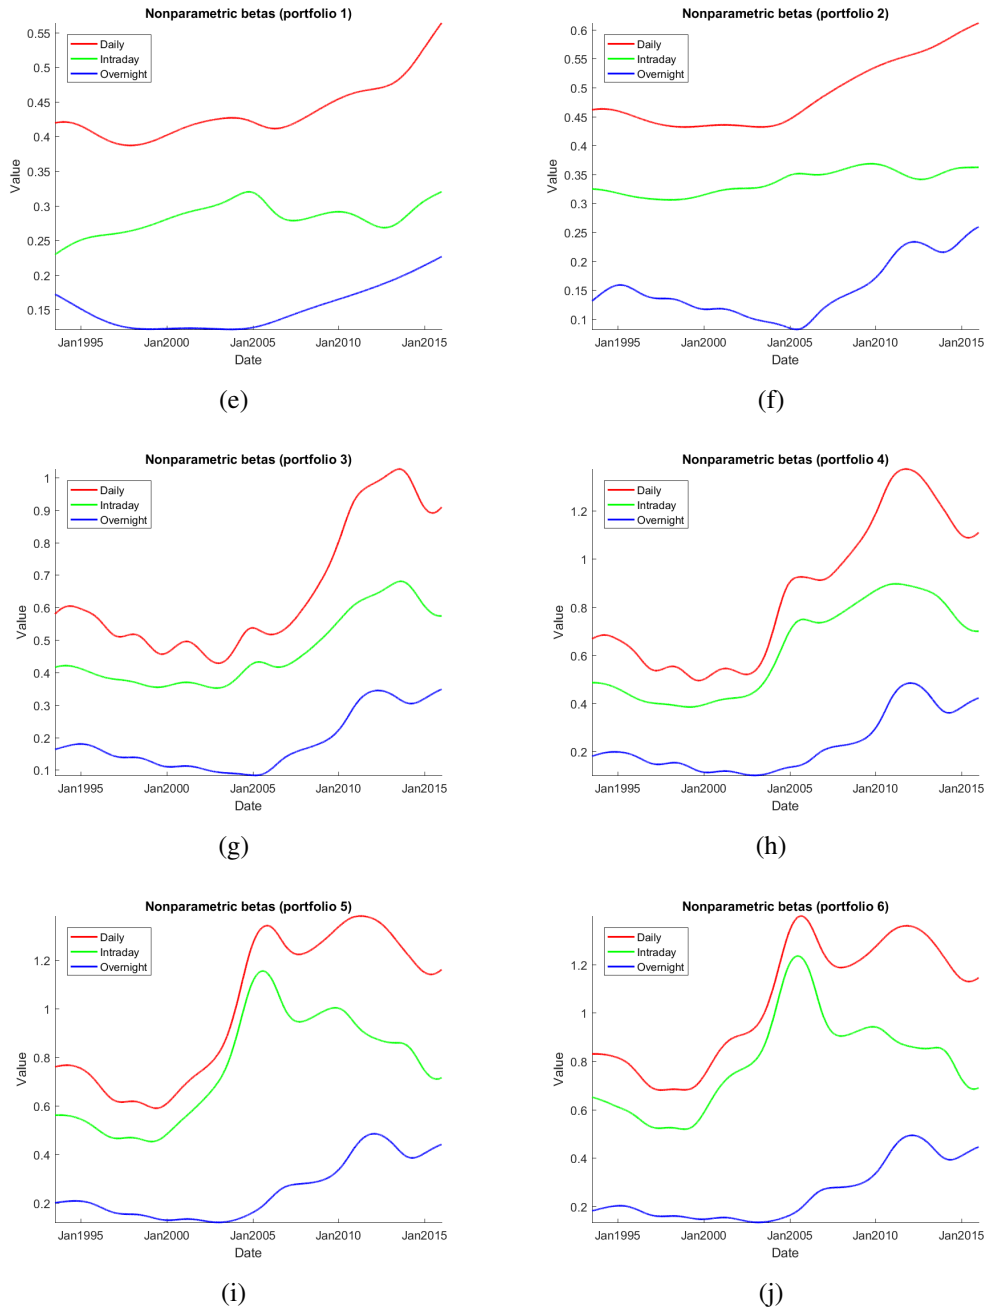 Nonparametric betas (portfolio 1)
Daily
Intraday
Overnight
0.55
0.5
0.45
0.4
0.35
0.3
0.25
0.2
0.15
Value
Jan1995 Jan2000 Jan2005 Jan2010 Jan2015
Date
(e)
Nonparametric betas (portfolio 2)
Daily
Intraday
Overnight
0.6
0.55
0.5
0.45
0.4
0.35
0.3
0.25
0.2
0.15
0.1
Value
Jan1995 Jan2000 Jan2005 Jan2010 Jan2015
Date
(f)
Nonparametric betas (portfolio 3)
Daily
Intraday
Overnight
1
0.9
0.8
0.7
0.6
0.5
0.4
0.3
0.2
0.1
Value
Jan1995 Jan2000 Jan2005 Jan2010 Jan2015
Date
(g)
Nonparametric betas (portfolio 4)
Daily
Intraday
Overnight
1.2
1
0.8
0.6
0.4
0.2
Value
Jan1995 Jan2000 Jan2005 Jan2010 Jan2015
Date
(h)
Nonparametric betas (portfolio 5)
Daily
Intraday
Overnight
1.2
1
0.8
0.6
0.4
0.2
Value
Jan1995 Jan2000 Jan2005 Jan2010 Jan2015
Date
(i)
Nonparametric betas (portfolio 6)
Daily
Intraday
Overnight
1.2
1
0.8
0.6
0.4
0.2
Value
Jan1995 Jan2000 Jan2005 Jan2010 Jan2015
Date
(j)